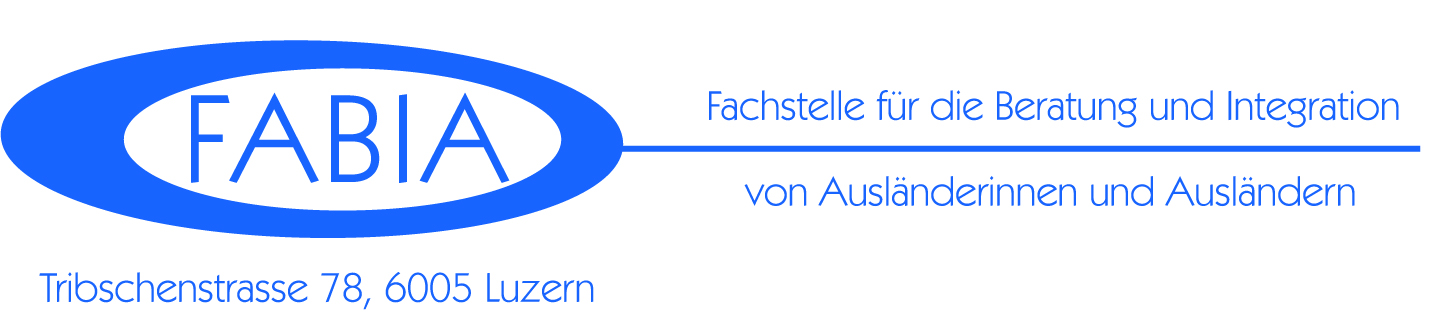 FABIA
Fachstelle für die Beratung und Integration
von Ausländerinnen und Ausländern
Tribschenstrasse 78, 6005 Luzern